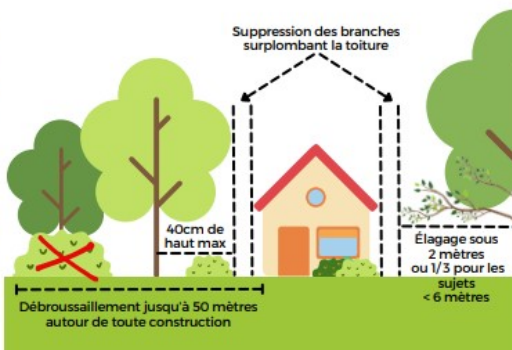 Suppression des branches
surplombant la toiture
40cm de
haut max
Élagage sous
2 mètres
ou 1/3 pour les
sujets
< 6 mètres
Débroussaillement jusqu'à 50 mètres
autour de toute construction